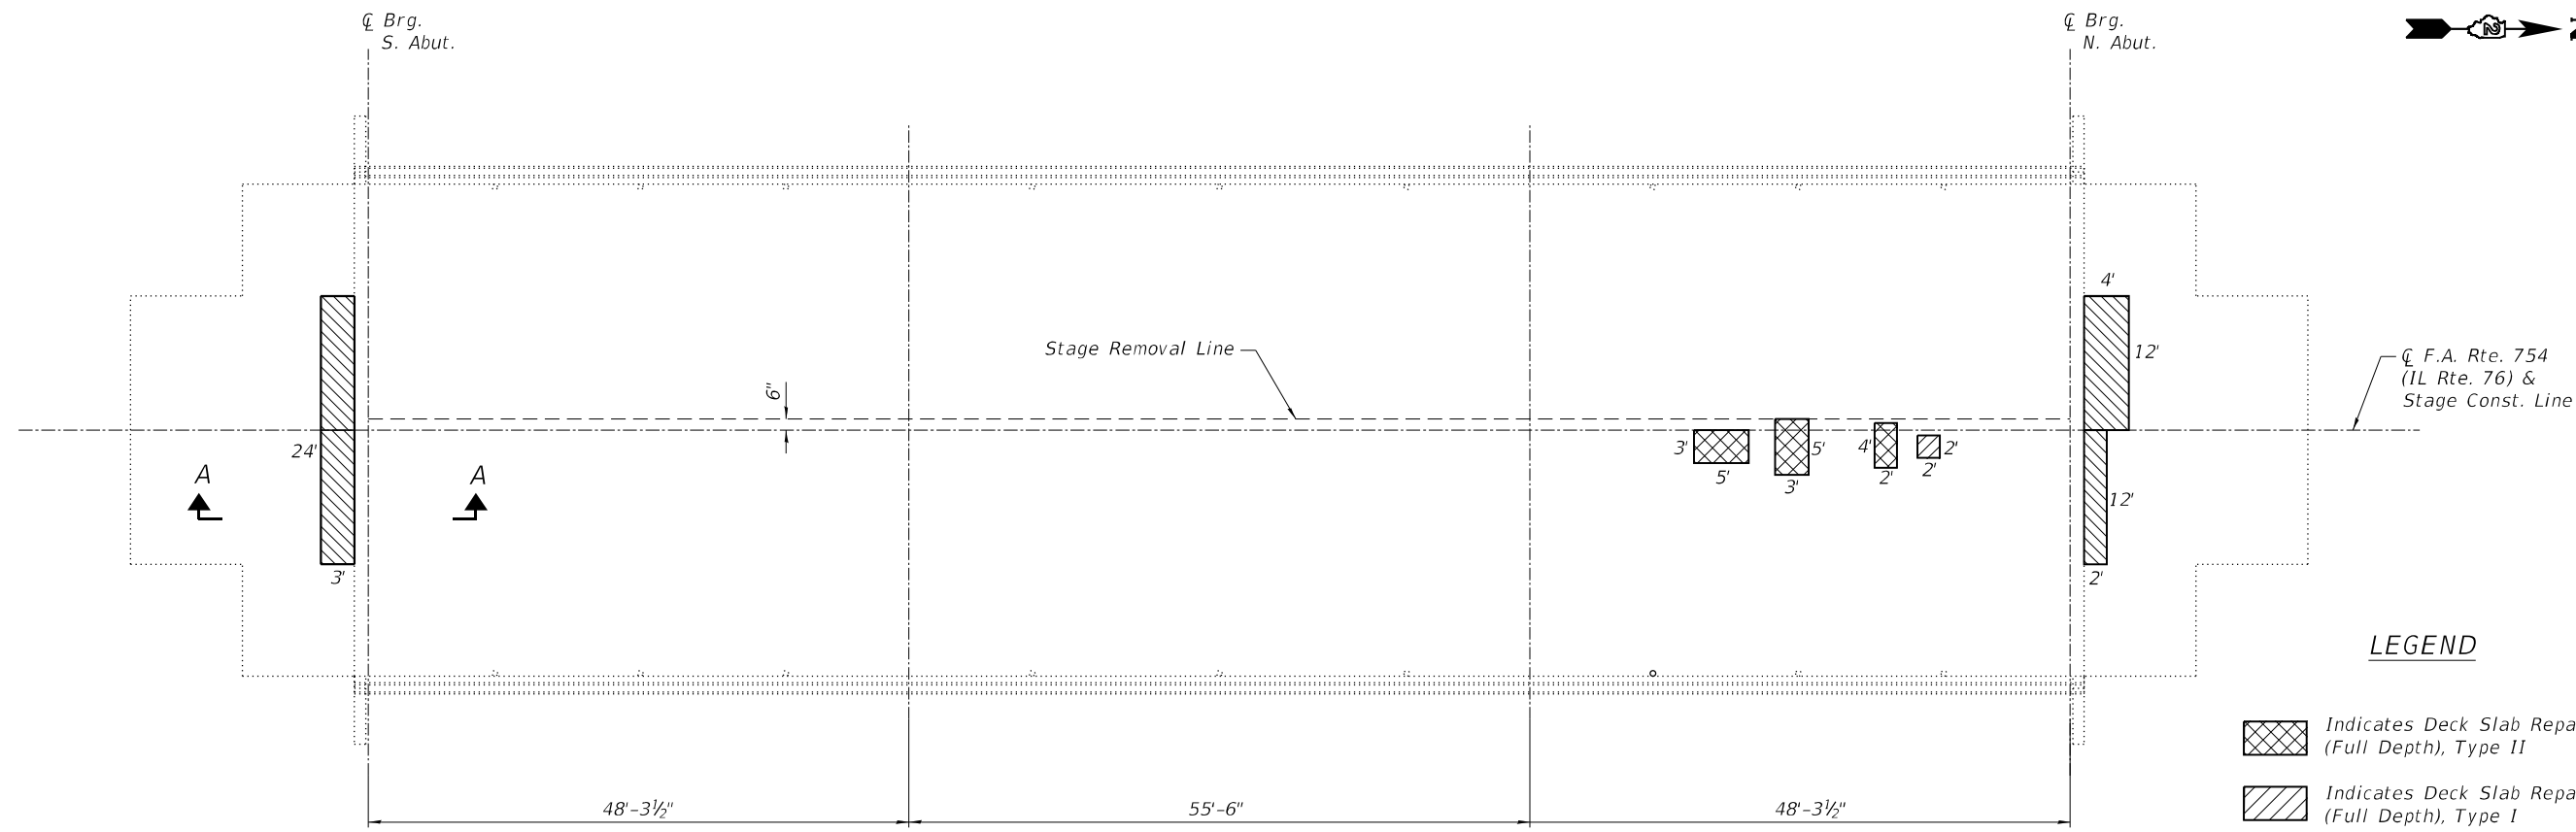 ℄ Brg.
S. Abut.
℄ Brg.
N. Abut.
Stage Removal Line
6"
4'
12'
℄ F.A. Rte. 754
(IL Rte. 76) &
Stage Const. Line
24'
3'
A
A
3'
5'
5'
3'
4'
2'
2'
2'
12'
2'
LEGEND
Indicates Deck Slab Repa
(Full Depth), Type II
Indicates Deck Slab Repa
(Full Depth), Type I
48'-3½"
55'-6"
48'-3½"